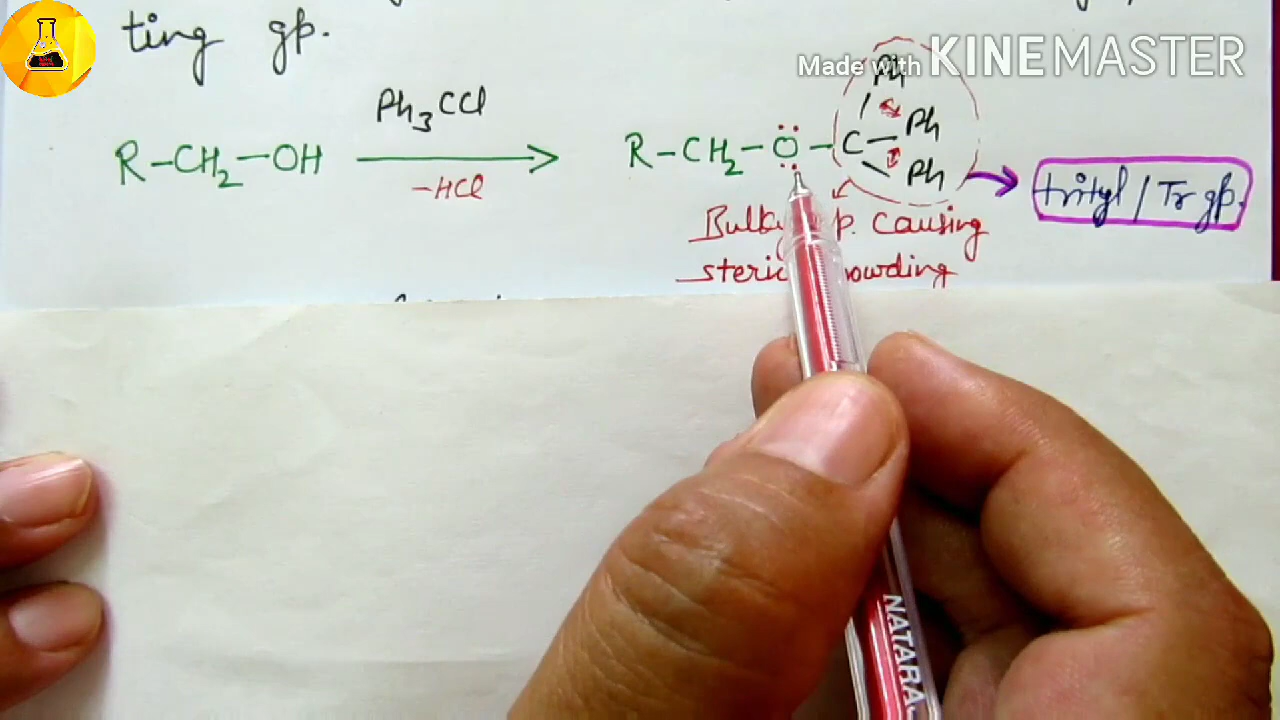 ting gp.
Made with KINEMASTER
Ph₃CCl
R-CH₂-OH
-HCl
R-CH₂-O-C
Ph
Ph
Ph
trityl / Tr gp.
causing
steric
NATARA